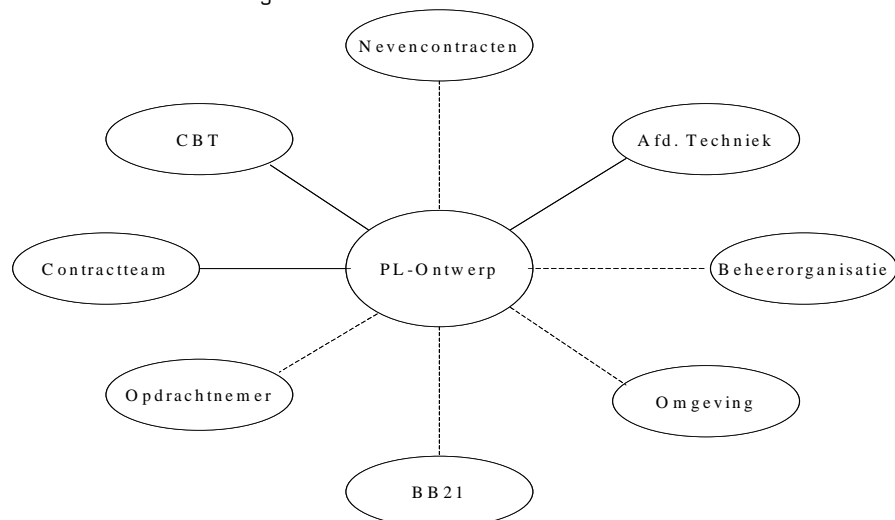 Nevencontracten
CBT
Afd. Techniek
Contractteam
PL-Ontwerp
Beheerorganisatie
Opdrachtnemer
Omgeving
BB21